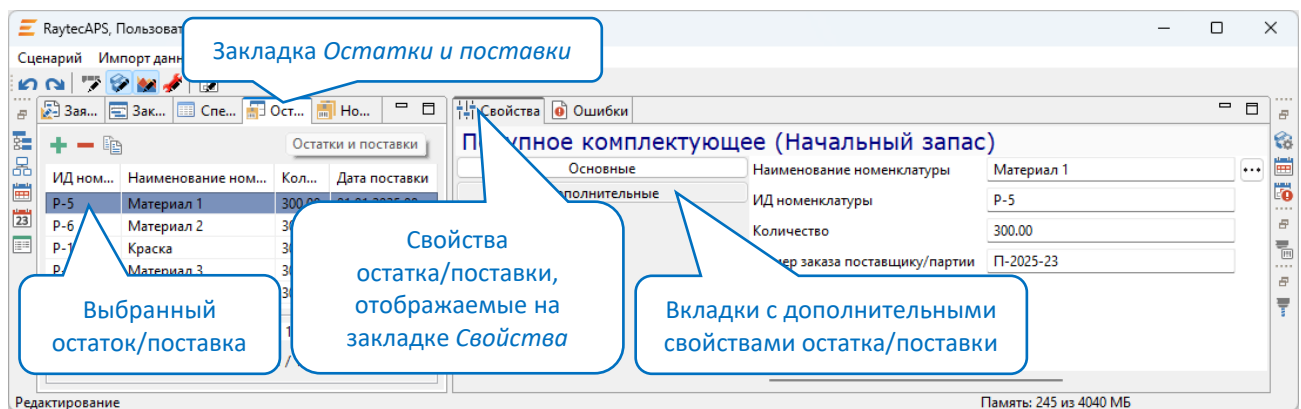 RaytecAPS, Пользоват
Закладка Остатки и поставки
Сценарий Импорт данн
Зая... Зак... Спе... Ост... Но...
Свойства Ошибки
Остатки и поставки
ное комплектующее (Начальный запас)
Основные
Наименование номенклатуры Материал 1 ...
ИД ном... Наименование ном... Кол... Дата поставки
ИД номенклатуры P-5
P-5 Материал 1 300.00
P-6 Материал 2
Количество 300.00
Краска
Материал 3
заказа поставщику/партии П-2025-23
23
Свойства
остатка/поставки,
отображаемые на
закладке Свойства
Выбранный
остаток/поставка
Вкладки с дополнительными
свойствами остатка/поставки
Редактирование
Память: 245 из 4040 МБ